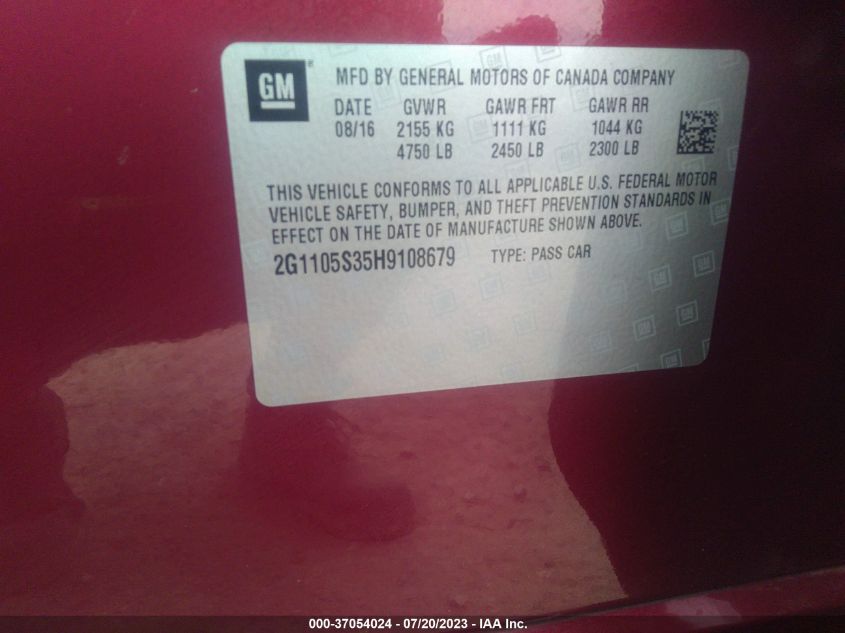 GM ®
MFD BY GENERAL MOTORS OF CANADA COMPANY
DATE GVWR GAWR FRT GAWR RR
08/16 2155 KG 1111 KG 1044 KG
4750 LB 2450 LB 2300 LB
THIS VEHICLE CONFORMS TO ALL APPLICABLE U.S. FEDERAL MOTOR
VEHICLE SAFETY, BUMPER, AND THEFT PREVENTION STANDARDS IN
EFFECT ON THE DATE OF MANUFACTURE SHOWN ABOVE.
2G1105S35H9108679 TYPE: PASS CAR
000-37054024 - 07/20/2023 - IAA Inc.